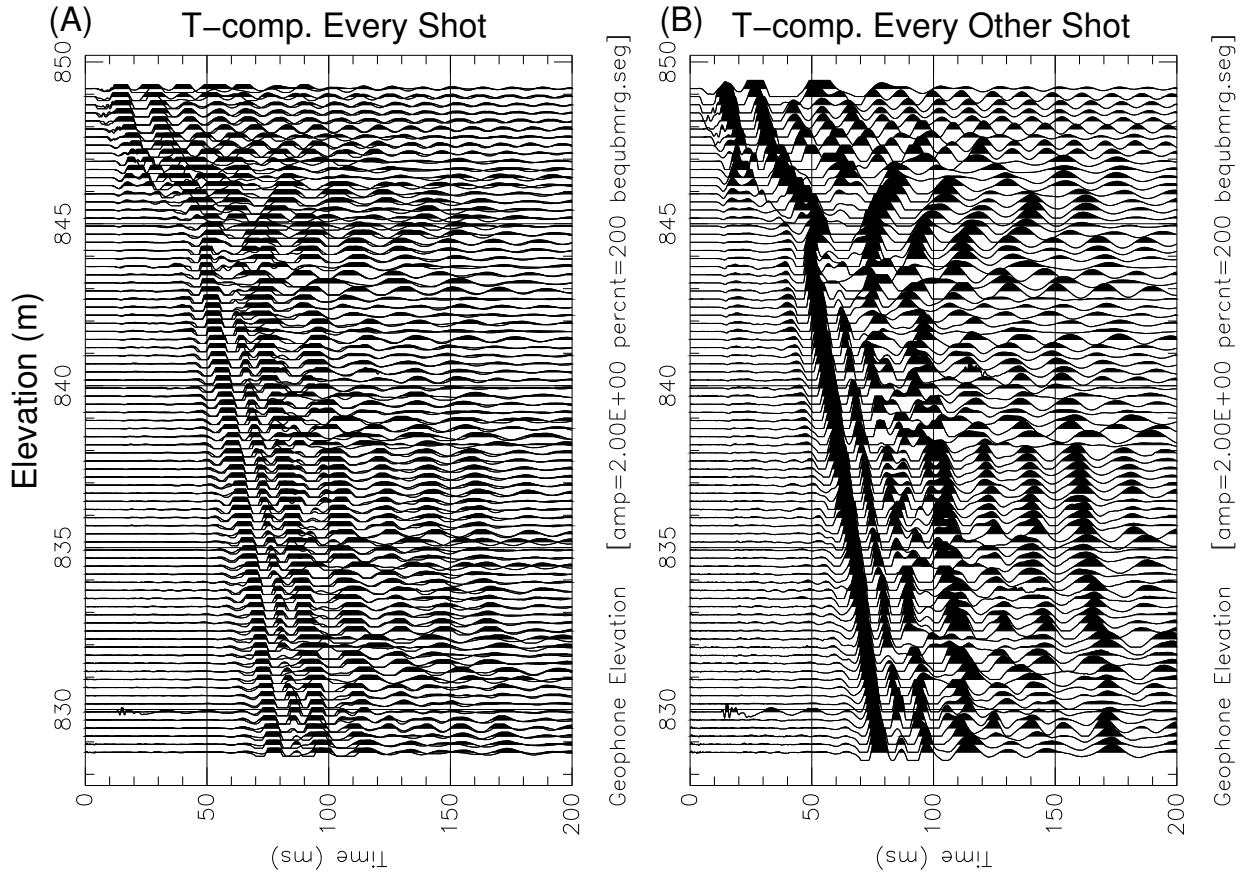 (A) T-comp. Every Shot
850
845
840
835
830
Elevation (m)
0
50
100
150
200
Time (ms)
Geophone Elevation [amp=2.00E+00 percnt=200 bequbmrg.seg]
(B) T-comp. Every Other Shot
850
845
840
835
830
0
50
100
150
200
Time (ms)
Geophone Elevation [amp=2.00E+00 percnt=200 bequbmrg.seg]